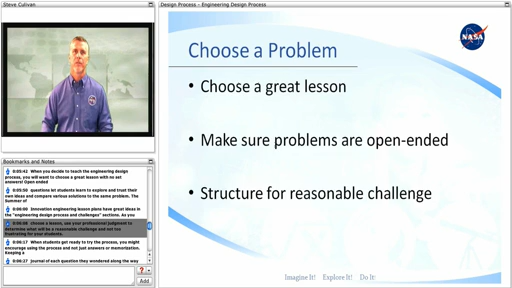 Steve Culivan
Design Process - Engineering Design Process
NASA
Choose a Problem
• Choose a great lesson
• Make sure problems are open-ended
• Structure for reasonable challenge
Imagine It! Explore It! Do It!
Bookmarks and Notes
0:05:42 When you decide to teach the engineering design
process, you will want to choose a great lesson with no set
answers! Open ended
0:05:50 questions let students learn to explore and trust their
own ideas and compare various solutions to the same problem. The
Summer of
0:06:00 Innovation engineering lesson plans have great ideas in
the "engineering design process and challenges" sections. As you
0:06:08 choose a lesson, use your professional judgment to
determine what will be a reasonable challenge and not too
frustrating for your students.
0:06:17 When students get ready to try the process, you might
encourage using the process and not just answers or memorization.
Keeping a
0:06:27 journal of each question they wondered along the way
?
Add